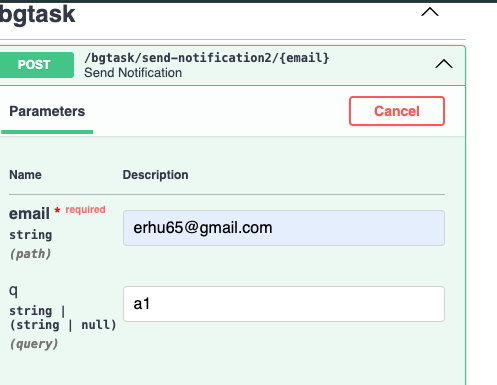 bgtask
POST /bgtask/send-notification2/{email}
Send Notification
Parameters Cancel
Name Description
email * required
string
(path)
erhu65@gmail.com
q
string |
(string | null)
(query)
a1